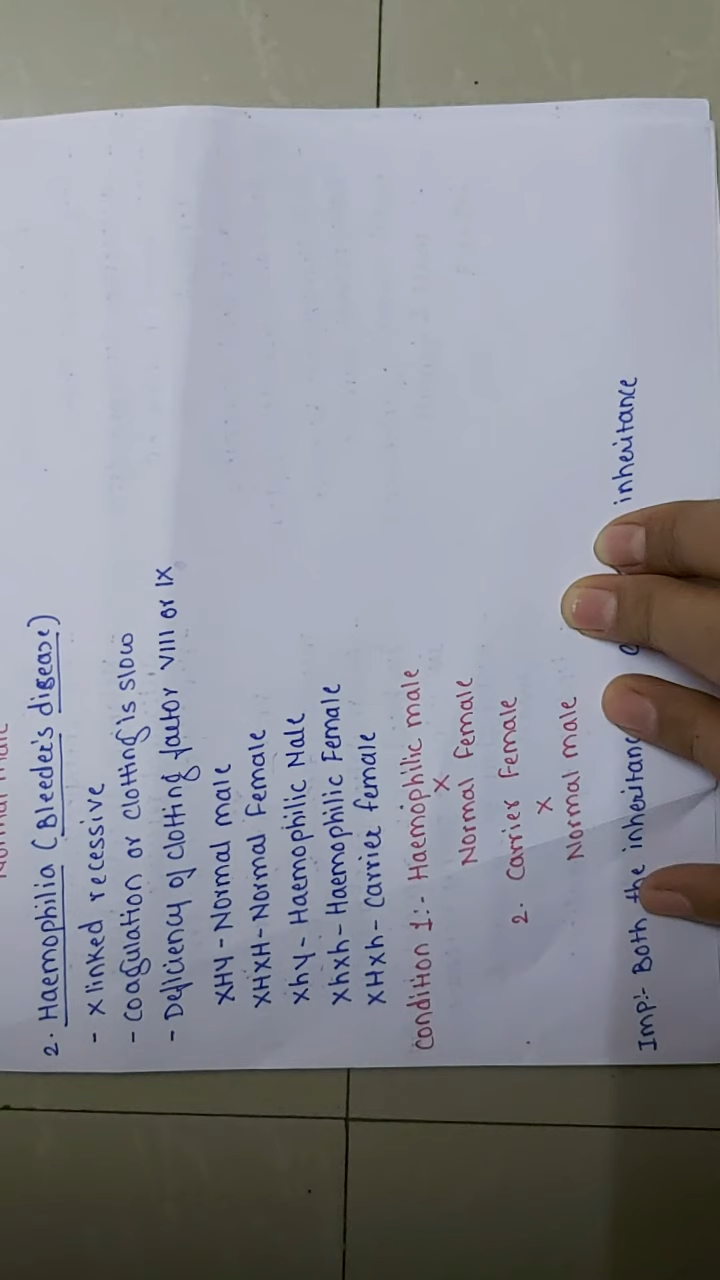 2. Haemophilia (Bleeder's disease)
- X linked recessive
- Coagulation or clotting is slow
- Deficiency of clotting factor VIII or IX
XHY - Normal male
XHXH - Normal Female
XhY - Haemophilic Male
XhXh - Haemophilic Female
XHXh - Carrier female
Condition 1:- Haemophilic male
X
Normal Female
2. Carrier Female
X
Normal male
Imp:- Both the inheritance inheritance